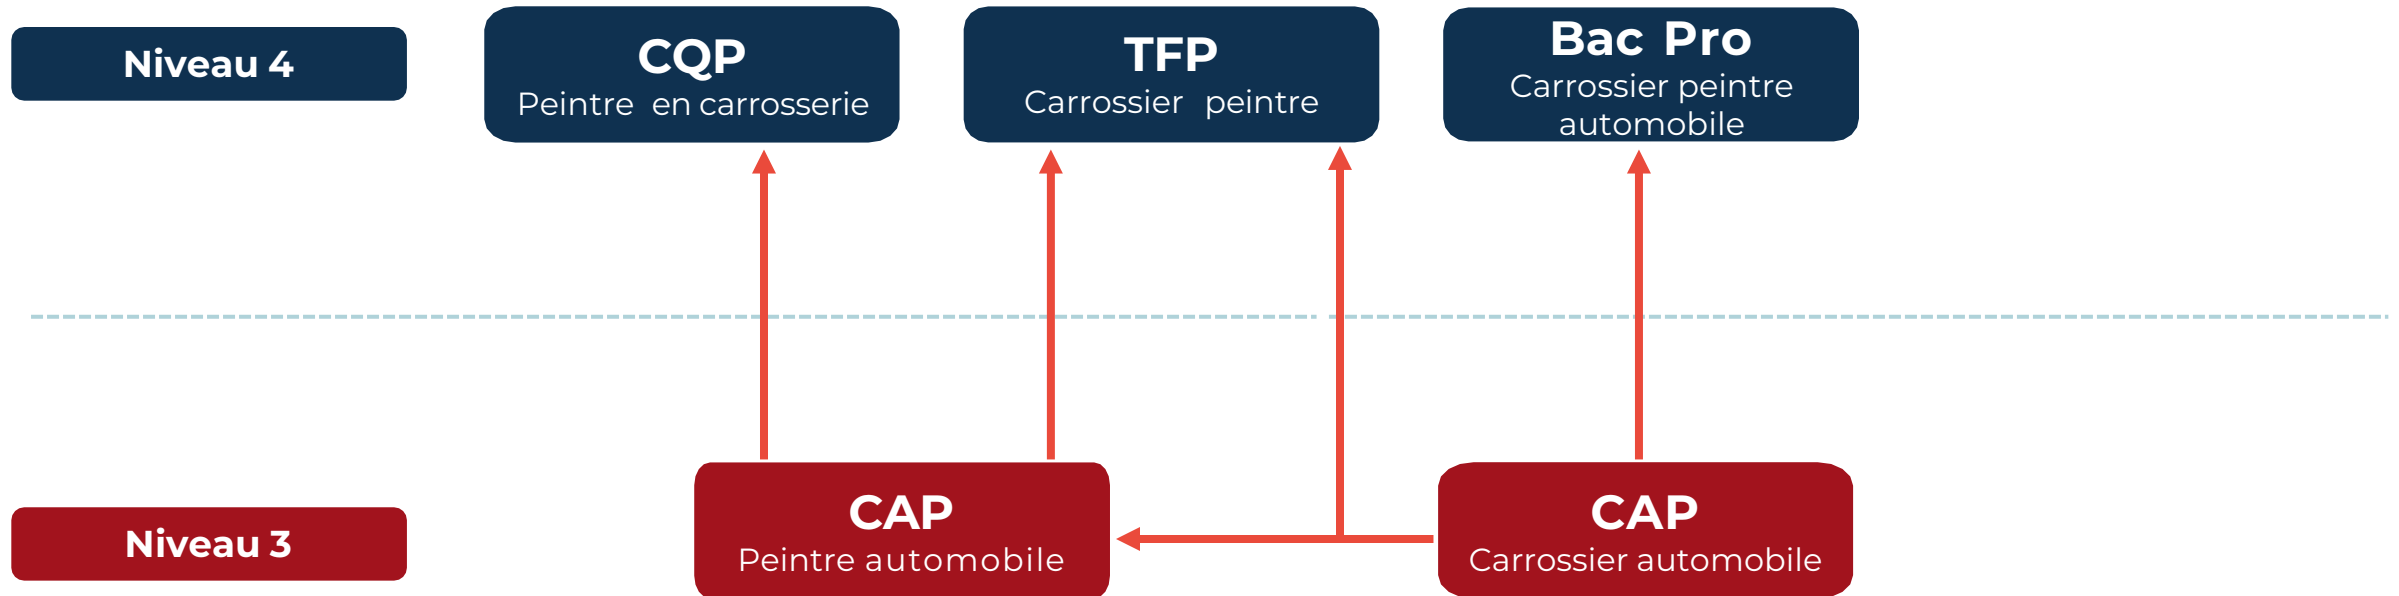 Niveau 4
CQP
Peintre en carrosserie
TFP
Carrossier peintre
Bac Pro
Carrossier peintre
automobile
Niveau 3
CAP
Peintre automobile
CAP
Carrossier automobile